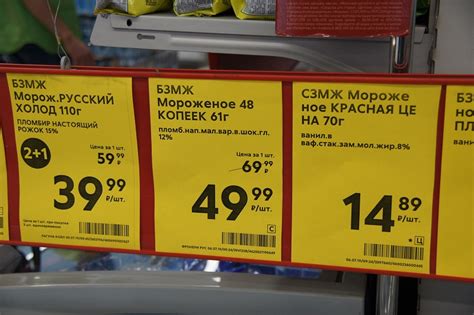 БЗМЖ
Морож.РУССКИЙ
ХОЛОД 110г
ПЛОМБИР НАСТОЯЩИЙ
РОЖОК 15%
2+1
Цена за 1 шт.
59 99
39 99
₽/шт.
БЗМЖ
Мороженое 48
КОПЕЕК 61г
пломб.нап.мал.вар.в.шок.гл.
12%
Цена за 1 шт.
69 99
49 99
₽/шт.
С
СЗМЖ Мороже
ное КРАСНАЯ ЦЕ
НА 70г
ванил.в
ваф.стак.зам.мол.жир.8%
14 89
₽/шт.
* Ц